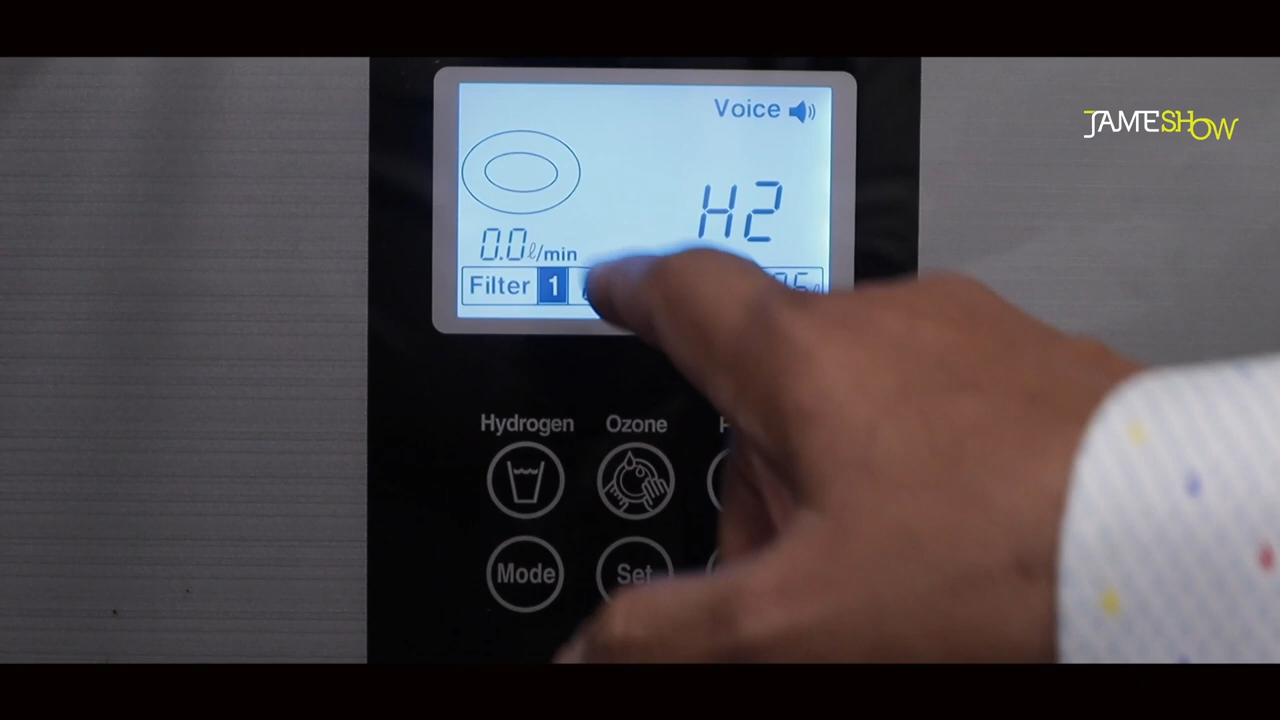 Voice
JAMESHOW
H2
0.0ℓ/min
Filter 1
Hydrogen Ozone
Mode Set